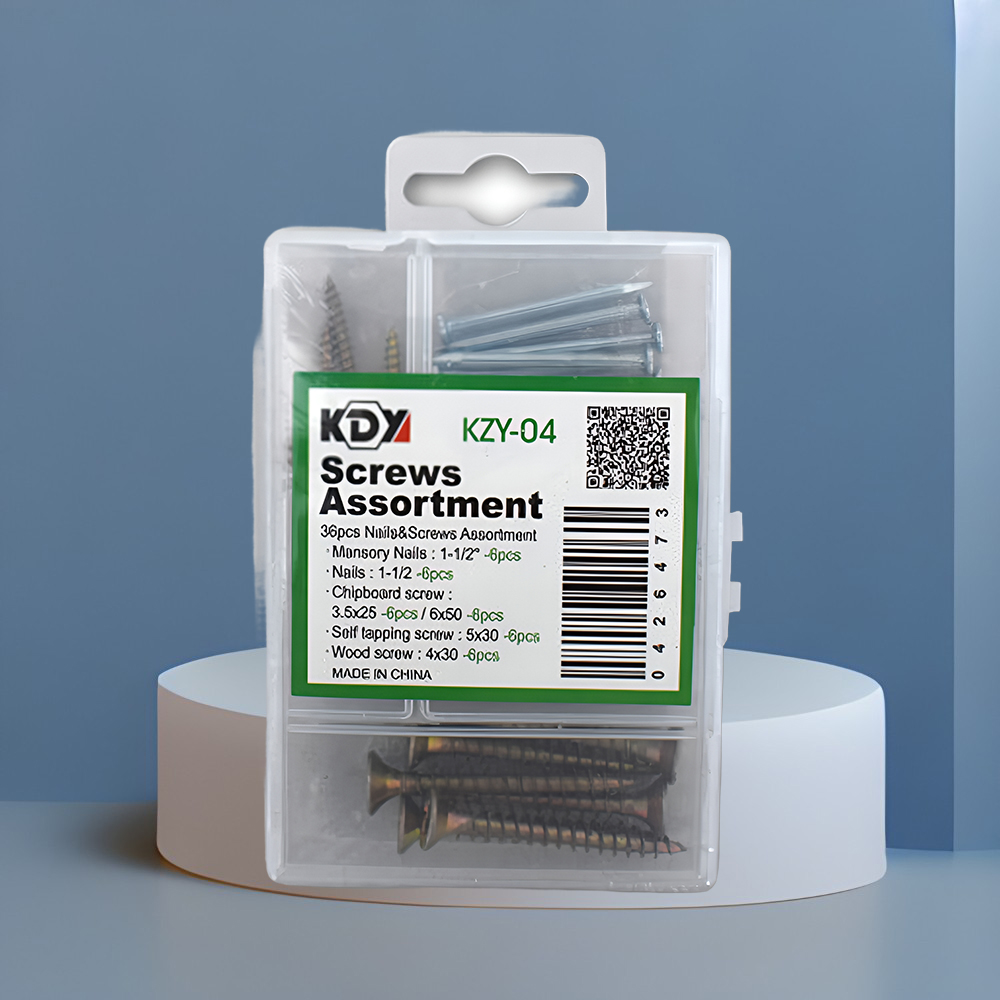 KDY
KZY-04
Screws
Assortment
36pcs Nails&Screws Assortment
· Mansory Nails : 1-1/2" -6pcs
· Nails : 1-1/2 -6pcs
· Chipboard screw :
3.5x25 -6pcs / 6x50 -6pcs
· Self tapping screw : 5x30 -6pcs
· Wood screw : 4x30 -6pcs
MADE IN CHINA
0 4 2 6 4 7 3